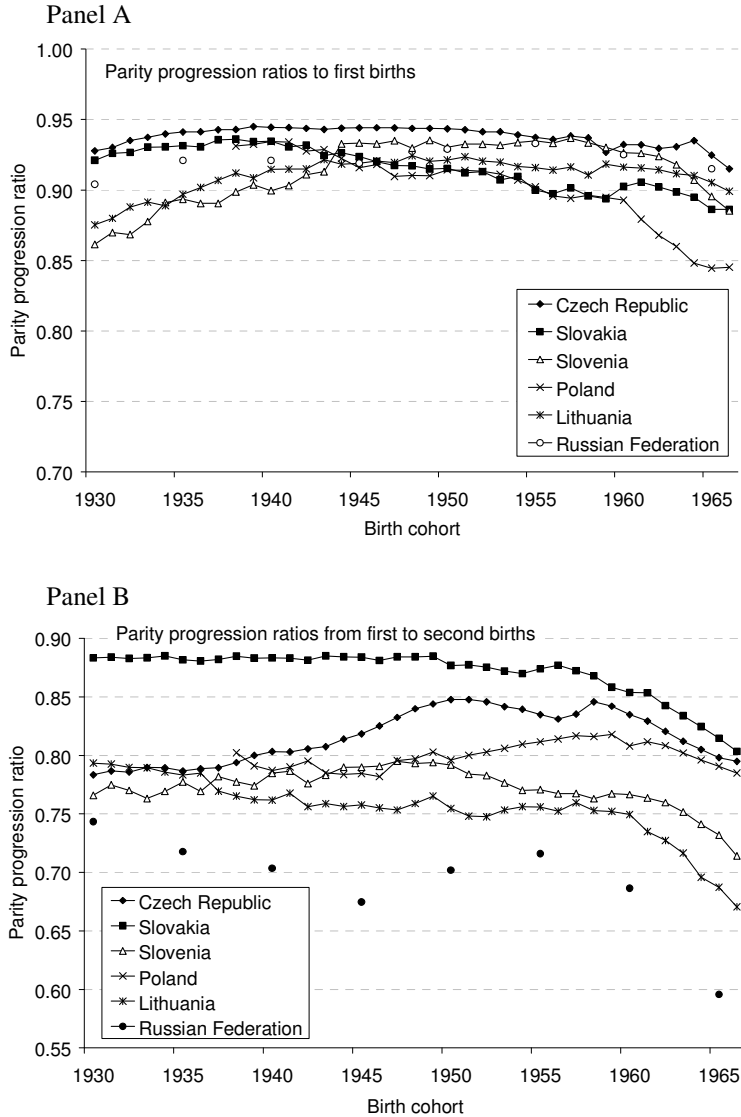 Panel A
1.00
Parity progression ratios to first births
0.95
0.90
0.85
0.80
0.75
0.70
Parity progression ratio
Czech Republic
Slovakia
Slovenia
Poland
Lithuania
Russian Federation
1930 1935 1940 1945 1950 1955 1960 1965
Birth cohort
Panel B
Parity progression ratios from first to second births
0.90
0.85
0.80
0.75
0.70
0.65
0.60
0.55
Parity progression ratio
Czech Republic
Slovakia
Slovenia
Poland
Lithuania
Russian Federation
1930 1935 1940 1945 1950 1955 1960 1965
Birth cohort